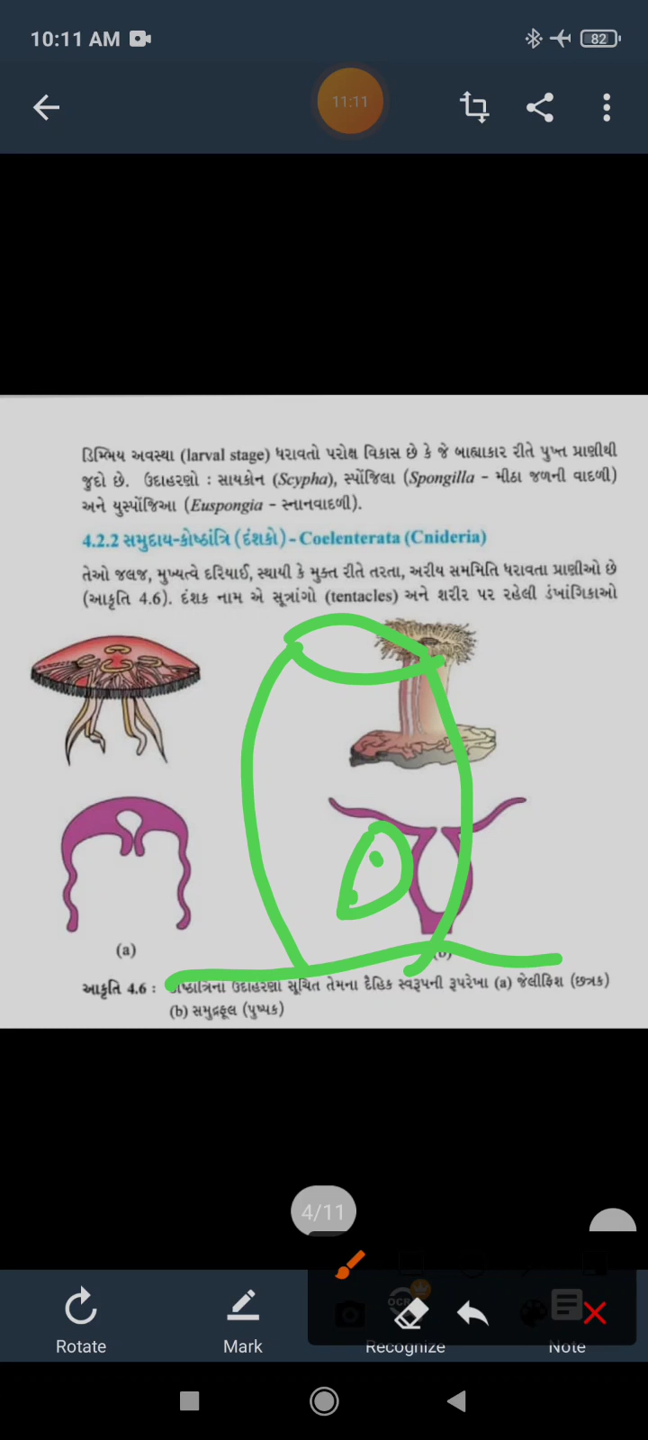 10:11 AM
82
11:11
ડિમ્ભિય અવસ્થા (larval stage) ધરાવતો પરોક્ષ વિકાસ છે કે જે બાહ્યાકાર રીતે પુખ્ત પ્રાણીથી
જુદો છે. ઉદાહરણો : સાયકોન (Scypha), સ્પોંજિલા (Spongilla - મીઠા જળની વાદળી)
અને યુસ્પોંજિઆ (Euspongia - સ્નાનવાદળી).
4.2.2 સમુદાય-કોષ્ઠાંત્રિ (દંશકો) - Coelenterata (Cnideria)
તેઓ જલજ, મુખ્યત્વે દરિયાઈ, સ્થાયી કે મુક્ત રીતે તરતા, અરીય સમમિતિ ધરાવતા પ્રાણીઓ છે
(આકૃતિ 4.6). દંશક નામ એ સૂત્રાંગો (tentacles) અને શરીર પર રહેલી ડંખાંગિકાઓ
(a)
આકૃતિ 4.6 : ઉદાહરણો સૂચિત તેમના દૈહિક સ્વરૂપની રૂપરેખા (a) જેલીફિશ (છત્રક)
(b) સમુદ્રફૂલ (પુષ્પક)
4/11
Rotate
Mark
Recognize
Note